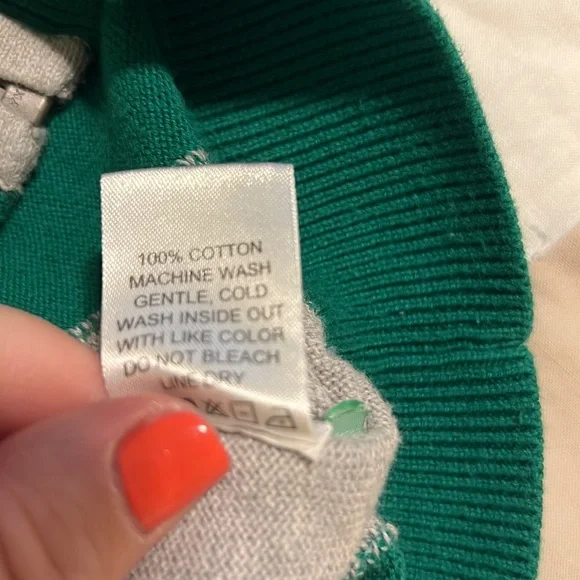 100% COTTON
MACHINE WASH
GENTLE, COLD
WASH INSIDE OUT
WITH LIKE COLOR
DO NOT BLEACH
LINE DRY